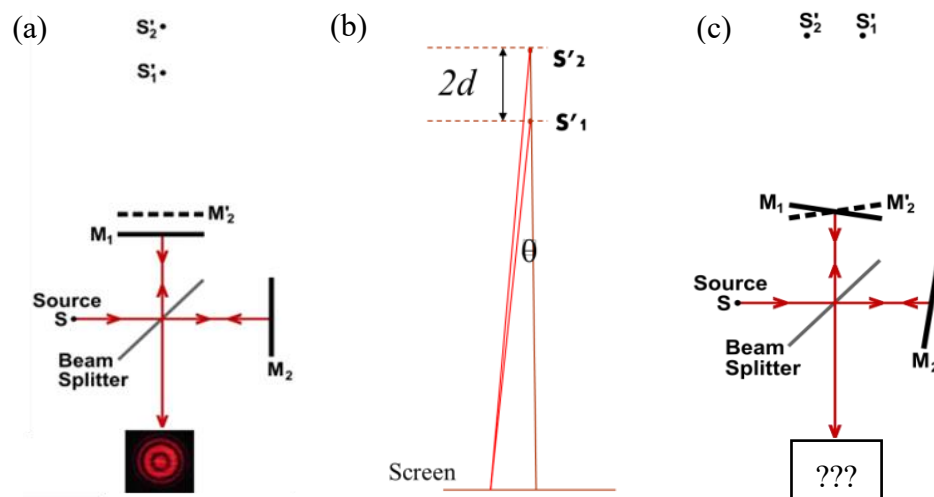 (a)
S'₂
S'₁
M'₂
M₁
Source
S
Beam
Splitter
M₂
(b)
2d
S'₂
S'₁
θ
Screen
(c)
S'₂ S'₁
M₁ M'₂
Source
S
Beam
Splitter
M₂
???